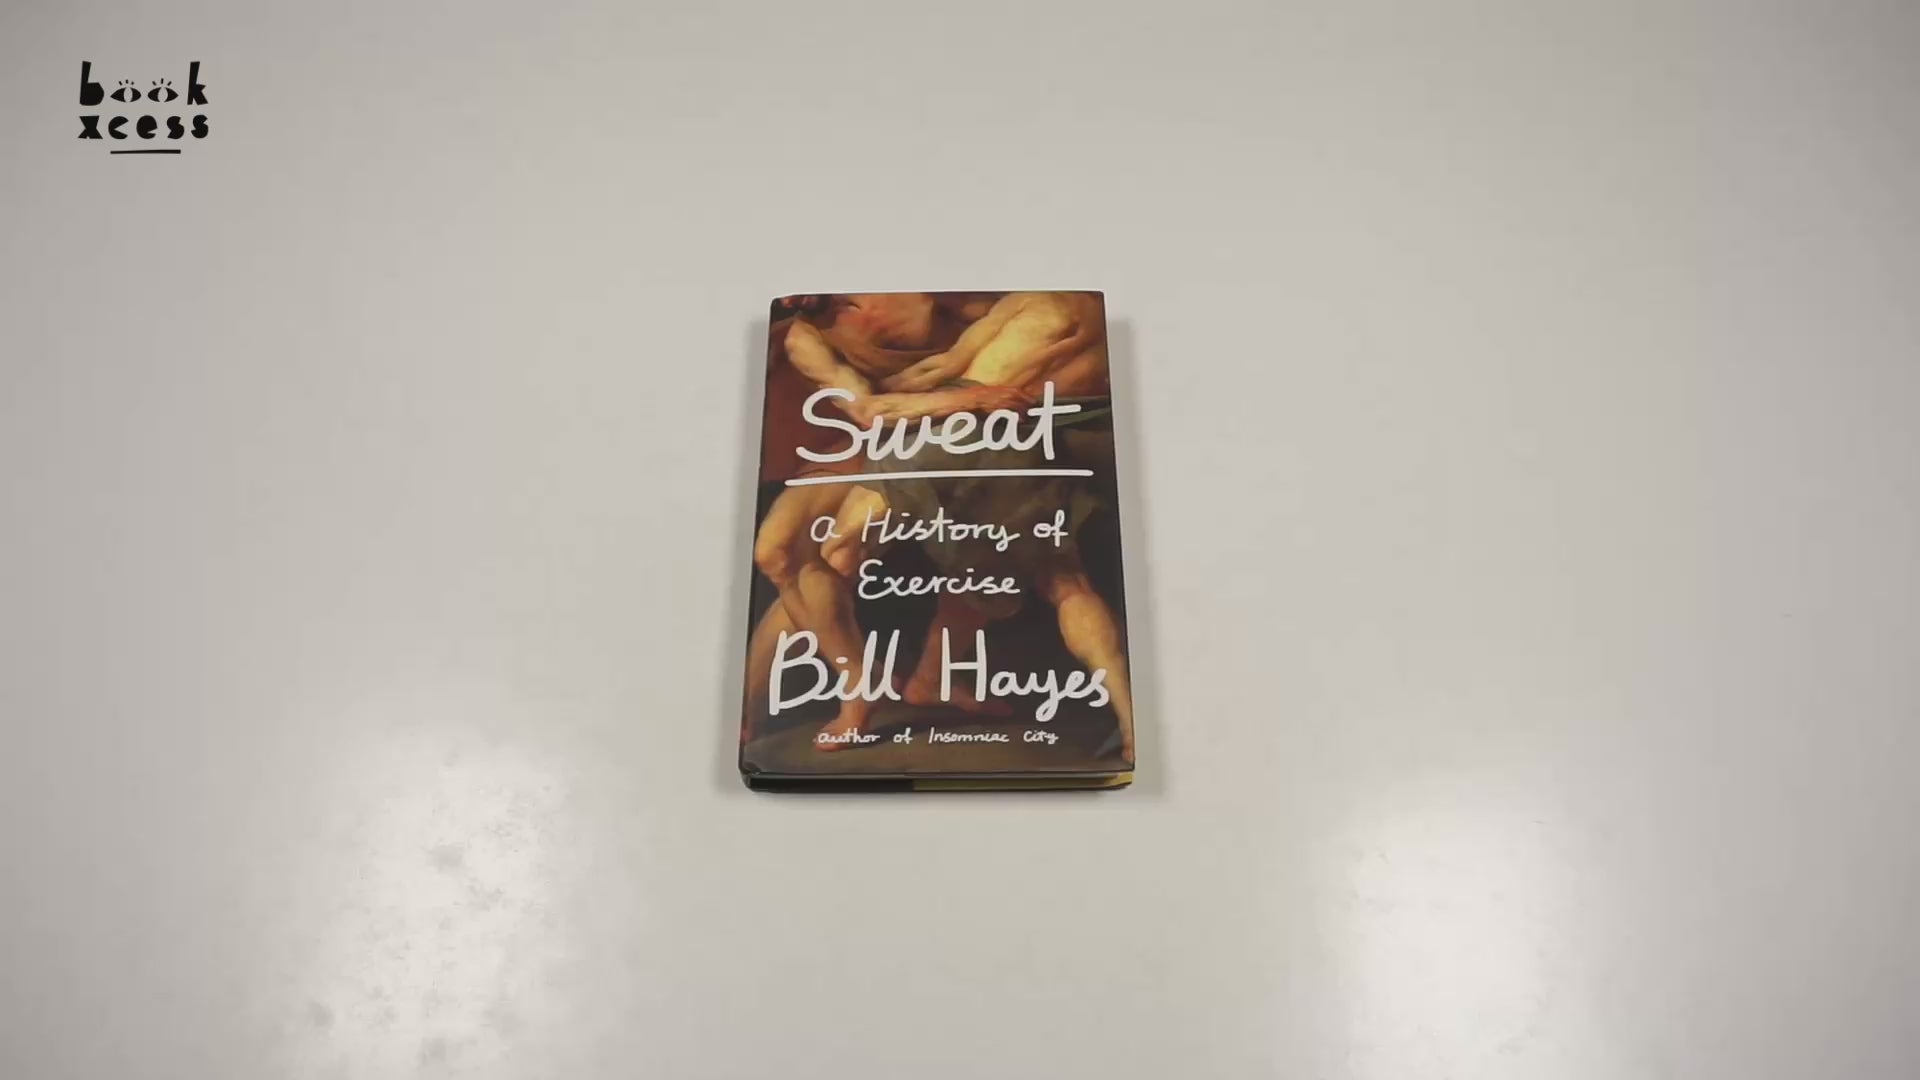 book
xcess
Sweat
a History of
Exercise
Bill Hayes
author of Insomniac City